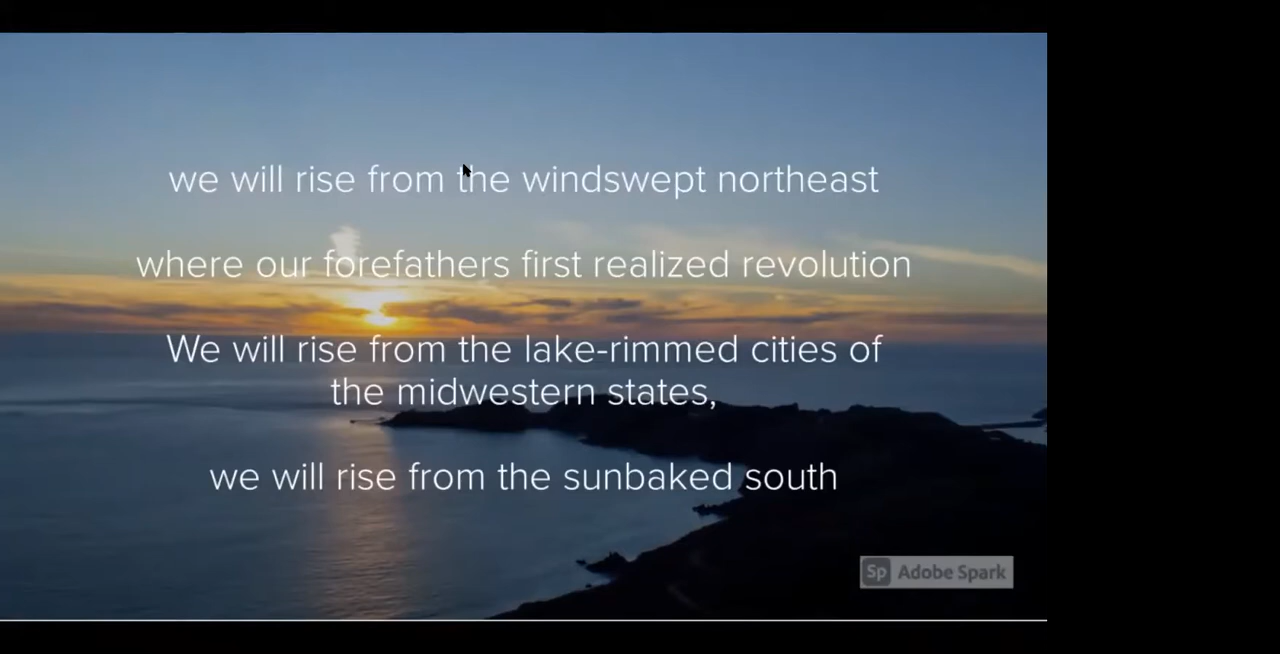 we will rise from the windswept northeast
where our forefathers first realized revolution
We will rise from the lake-rimmed cities of
the midwestern states,
we will rise from the sunbaked south
Sp Adobe Spark